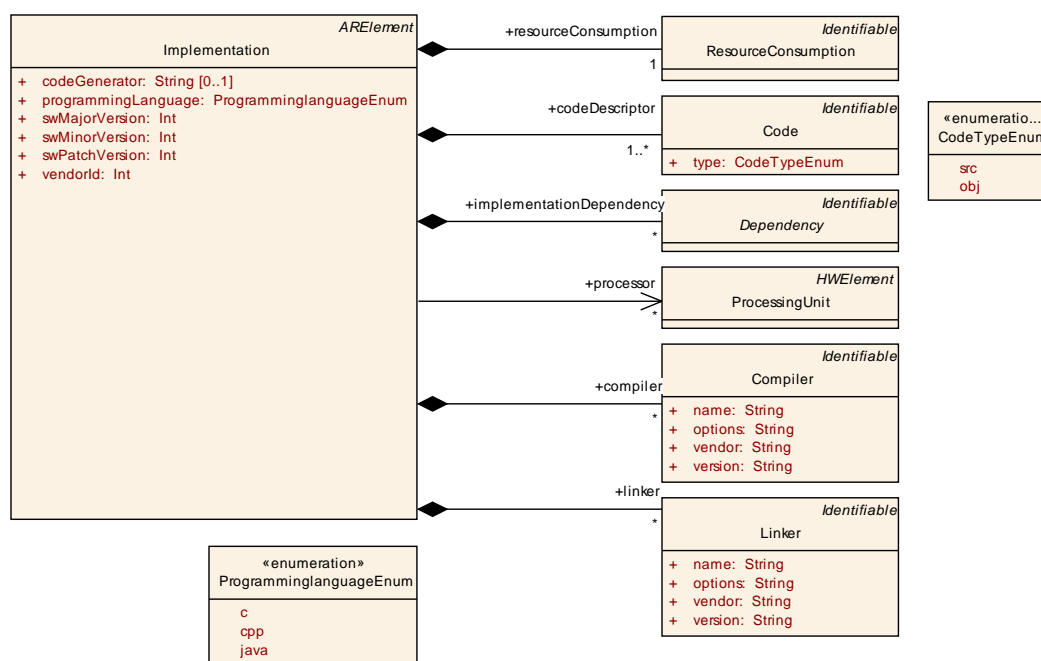 ARElement
Implementation
+ codeGenerator: String [0..1]
+ programmingLanguage: ProgramminglanguageEnum
+ swMajorVersion: Int
+ swMinorVersion: Int
+ swPatchVersion: Int
+ vendorId: Int
+resourceConsumption
1
Identifiable
ResourceConsumption
+codeDescriptor
1..*
Identifiable
Code
+ type: CodeTypeEnum
«enumeratio...
CodeTypeEnum
src
obj
+implementationDependency
*
Identifiable
Dependency
+processor
*
HWElement
ProcessingUnit
+compiler
*
Identifiable
Compiler
+ name: String
+ options: String
+ vendor: String
+ version: String
+linker
*
Identifiable
Linker
+ name: String
+ options: String
+ vendor: String
+ version: String
«enumeration»
ProgramminglanguageEnum
c
cpp
java